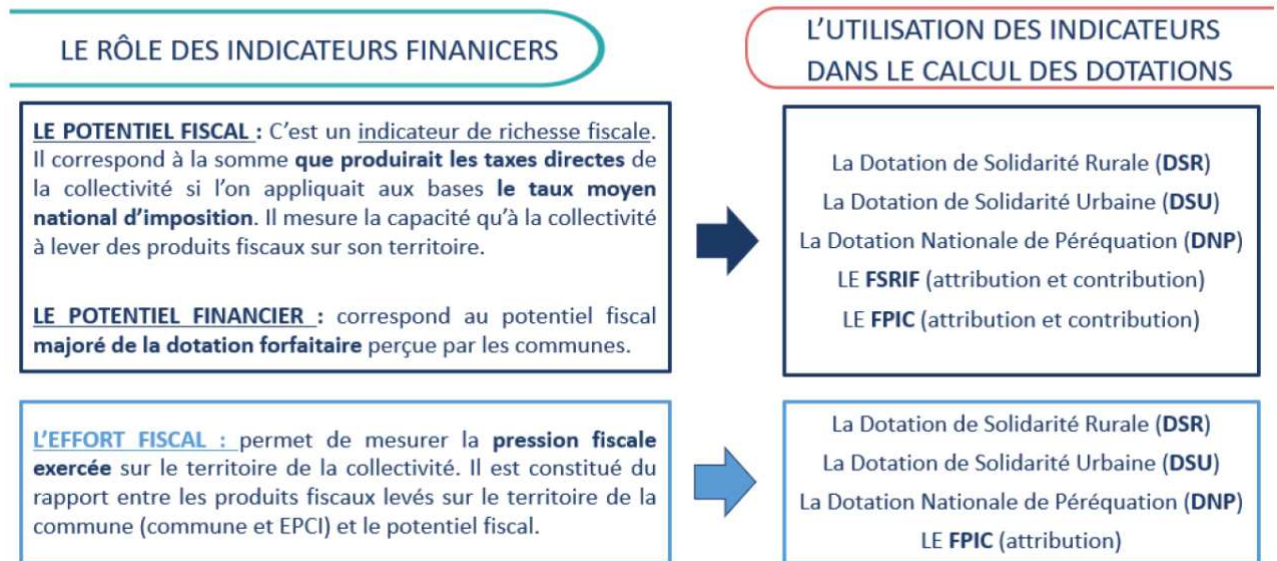 LE RÔLE DES INDICATEURS FINANCERS
L'UTILISATION DES INDICATEURS
DANS LE CALCUL DES DOTATIONS
LE POTENTIEL FISCAL : C'est un indicateur de richesse fiscale.
Il correspond à la somme que produirait les taxes directes de
la collectivité si l'on appliquait aux bases le taux moyen
national d'imposition. Il mesure la capacité qu'à la collectivité
à lever des produits fiscaux sur son territoire.
LE POTENTIEL FINANCIER : correspond au potentiel fiscal
majoré de la dotation forfaitaire perçue par les communes.
La Dotation de Solidarité Rurale (DSR)
La Dotation de Solidarité Urbaine (DSU)
La Dotation Nationale de Péréquation (DNP)
LE FSRIF (attribution et contribution)
LE FPIC (attribution et contribution)
L'EFFORT FISCAL : permet de mesurer la pression fiscale
exercée sur le territoire de la collectivité. Il est constitué du
rapport entre les produits fiscaux levés sur le territoire de la
commune (commune et EPCI) et le potentiel fiscal.
La Dotation de Solidarité Rurale (DSR)
La Dotation de Solidarité Urbaine (DSU)
La Dotation Nationale de Péréquation (DNP)
LE FPIC (attribution)